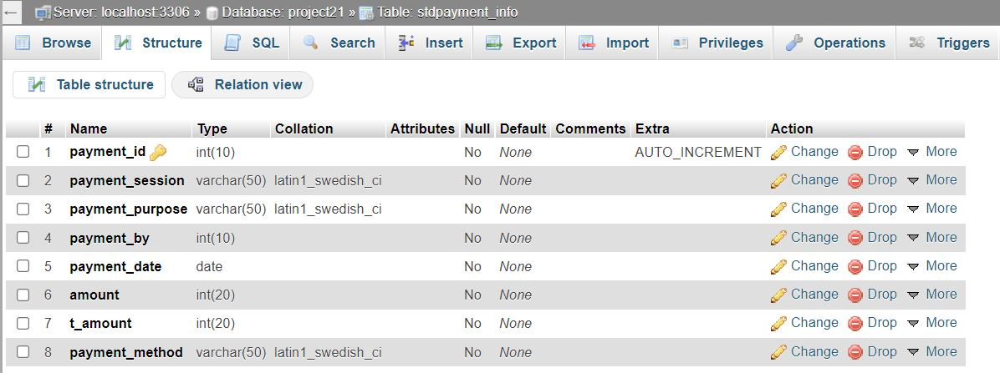 Server: localhost:3306 » Database: project21 » Table: stdpayment_info
Browse Structure SQL Search Insert Export Import Privileges Operations Triggers
Table structure Relation view
# Name Type Collation Attributes Null Default Comments Extra Action
1 payment_id int(10) No None AUTO_INCREMENT Change Drop More
2 payment_session varchar(50) latin1_swedish_ci No None Change Drop More
3 payment_purpose varchar(50) latin1_swedish_ci No None Change Drop More
4 payment_by int(10) No None Change Drop More
5 payment_date date No None Change Drop More
6 amount int(20) No None Change Drop More
7 t_amount int(20) No None Change Drop More
8 payment_method varchar(50) latin1_swedish_ci No None Change Drop More